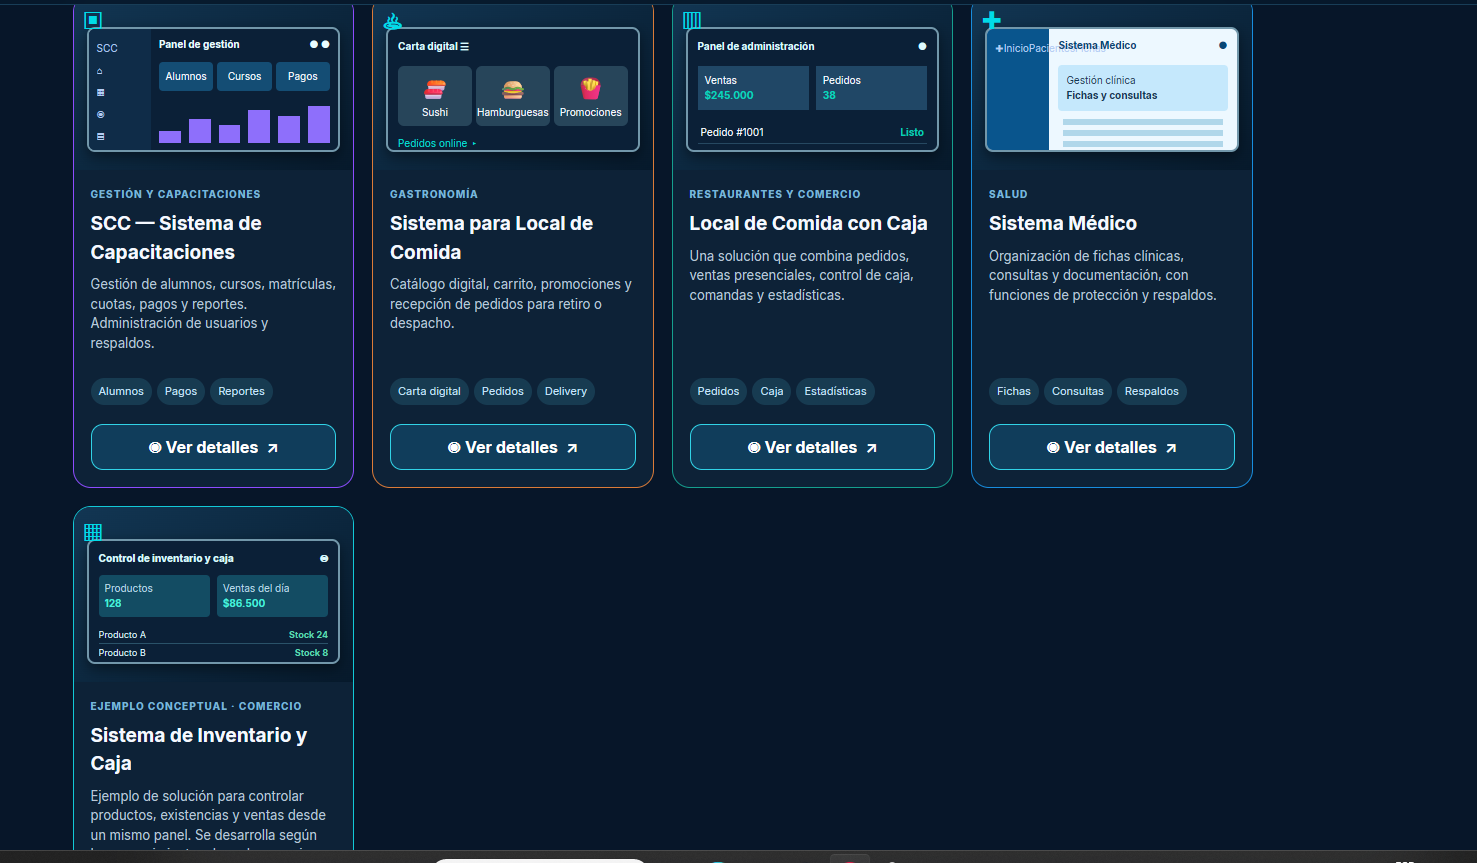 SCC
Panel de gestión
Alumnos Cursos Pagos
GESTIÓN Y CAPACITACIONES
SCC — Sistema de
Capacitaciones
Gestión de alumnos, cursos, matrículas,
cuotas, pagos y reportes.
Administración de usuarios y
respaldos.
Alumnos Pagos Reportes
Ver detalles ↗
Carta digital ☰
Sushi Hamburguesas Promociones
Pedidos online
GASTRONOMÍA
Sistema para Local de
Comida
Catálogo digital, carrito, promociones y
recepción de pedidos para retiro o
despacho.
Carta digital Pedidos Delivery
Ver detalles ↗
Panel de administración
Ventas Pedidos
$245.000 38
Pedido #1001 Listo
RESTAURANTES Y COMERCIO
Local de Comida con Caja
Una solución que combina pedidos,
ventas presenciales, control de caja,
comandas y estadísticas.
Pedidos Caja Estadísticas
Ver detalles ↗
Inicio
Sistema Médico
Gestión clínica
Fichas y consultas
SALUD
Sistema Médico
Organización de fichas clínicas,
consultas y documentación, con
funciones de protección y respaldos.
Fichas Consultas Respaldos
Ver detalles ↗
Control de inventario y caja
Productos Ventas del día
128 $86.500
Producto A Stock 24
Producto B Stock 8
EJEMPLO CONCEPTUAL · COMERCIO
Sistema de Inventario y
Caja
Ejemplo de solución para controlar
productos, existencias y ventas desde
un mismo panel. Se desarrolla según